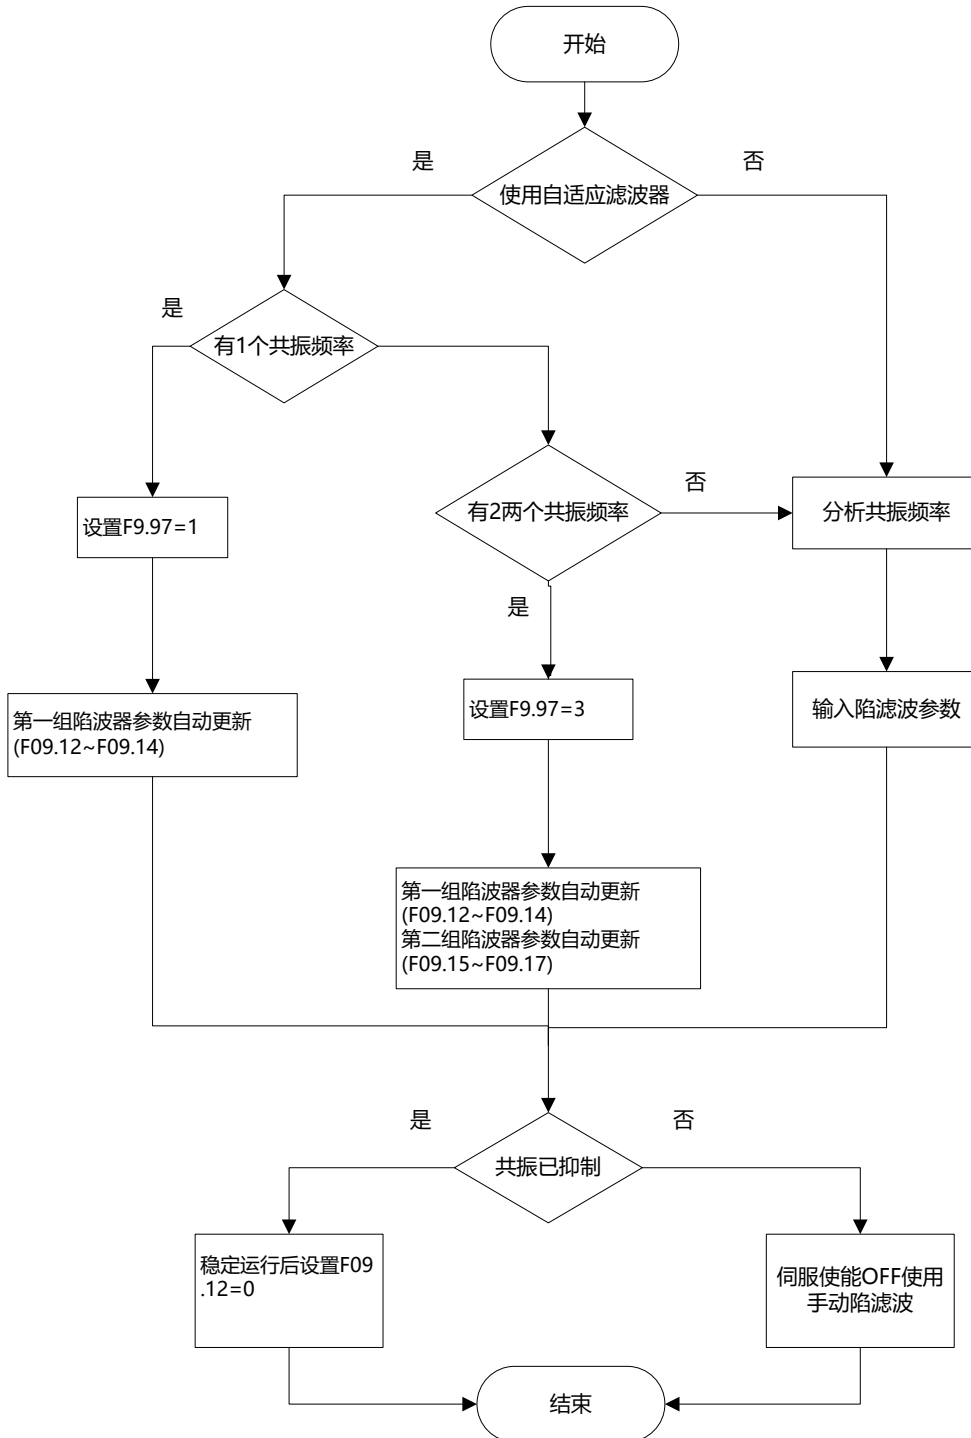 开始
是
否
使用自适应滤波器
是
有1个共振频率
设置F9.97=1
有2两个共振频率
否
分析共振频率
是
第一组陷波器参数自动更新
(F09.12~F09.14)
设置F9.97=3
输入陷滤波参数
第一组陷波器参数自动更新
(F09.12~F09.14)
第二组陷波器参数自动更新
(F09.15~F09.17)
是
否
共振已抑制
稳定运行后设置F09
.12=0
伺服使能OFF使用
手动陷滤波
结束